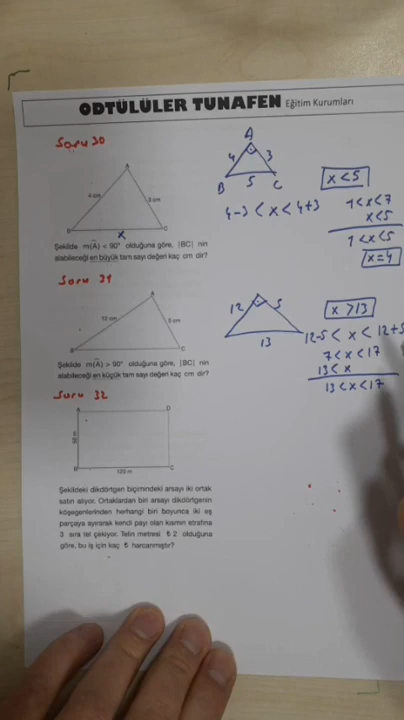 ODTÜLÜLER TUNAFEN Eğitim Kurumları
Soru 30
A
4 cm
3 cm
B
x
C
Şekilde m(A) < 90° olduğuna göre, |BC| nin
alabileceği en büyük tam sayı değeri kaç cm dir?
A
4
3
B
5
C
x < 5
4-3 < x < 4+3
1 < x < 7
x < 5
1 < x < 5
x = 4
Soru 31
A
12 cm
5 cm
B
C
Şekilde m(A) > 90° olduğuna göre, |BC| nin
alabileceği en küçük tam sayı değeri kaç cm dir?
12
5
13
x > 13
12-5 < x < 12+5
7 < x < 17
13 < x
13 < x < 17
Soru 32
A
D
50 m
B
120 m
C
Şekildeki dikdörtgen biçimindeki arsayı iki ortak
satın alıyor. Ortaklardan biri arsayı dikdörtgenin
köşegenlerinden herhangi biri boyunca iki eş
parçaya ayırarak kendi payı olan kısmın etrafına
3 sıra tel çekiyor. Telin metresi ₺ 2 olduğuna
göre, bu iş için kaç ₺ harcanmıştır?